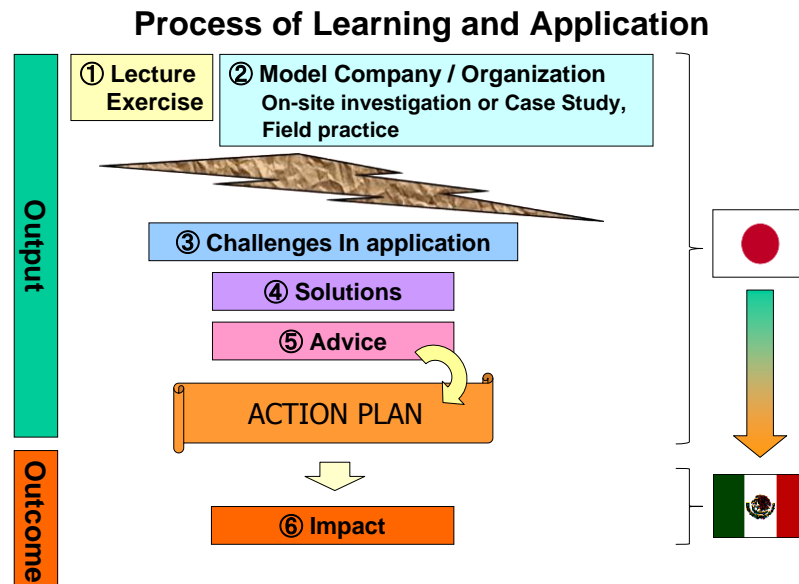 Process of Learning and Application
Output
① Lecture
Exercise
② Model Company / Organization
On-site investigation or Case Study,
Field practice
③ Challenges In application
④ Solutions
⑤ Advice
ACTION PLAN
Outcome
⑥ Impact